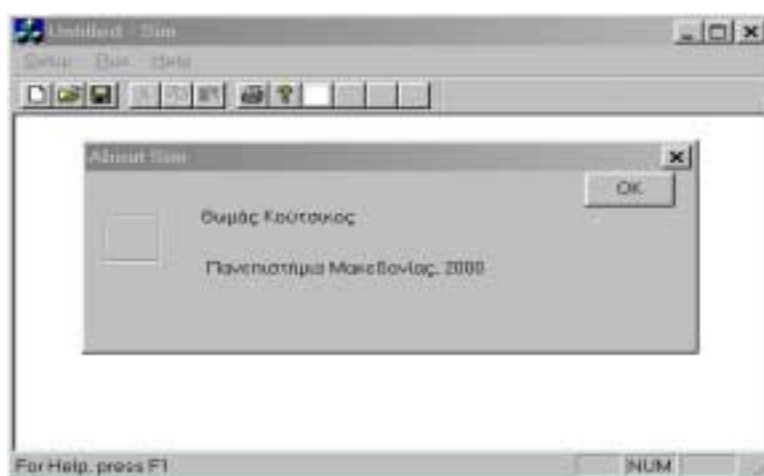 Untitled - Sim
Setup Run Help
About Sim
OK
Θωμάς Κούτσικος
Πανεπιστήμιο Μακεδονίας, 2000
For Help, press F1
NUM